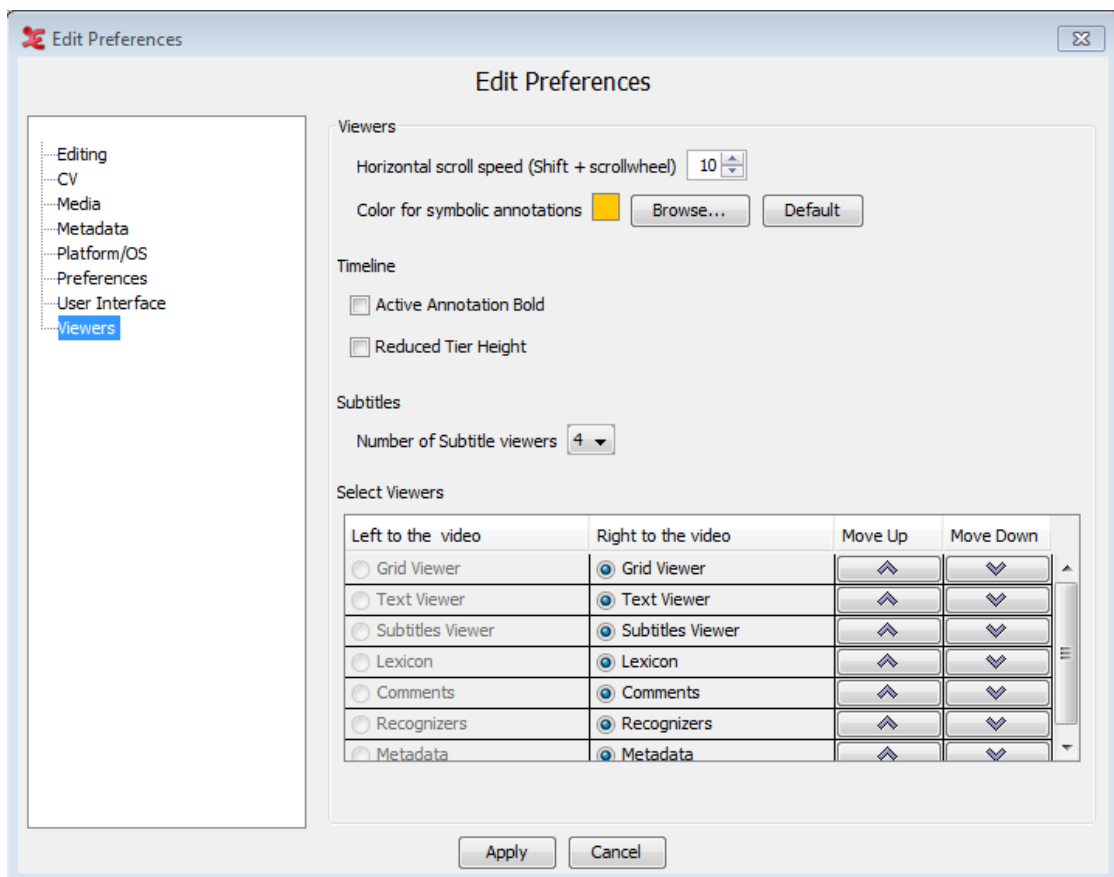 Edit Preferences
Edit Preferences
Editing
CV
Media
Metadata
Platform/OS
Preferences
User Interface
Viewers
Viewers
Horizontal scroll speed (Shift + scrollwheel) 10
Color for symbolic annotations Browse... Default
Timeline
Active Annotation Bold
Reduced Tier Height
Subtitles
Number of Subtitle viewers 4
Select Viewers
Left to the video Right to the video Move Up Move Down
Grid Viewer Grid Viewer
Text Viewer Text Viewer
Subtitles Viewer Subtitles Viewer
Lexicon Lexicon
Comments Comments
Recognizers Recognizers
Metadata Metadata
Apply Cancel